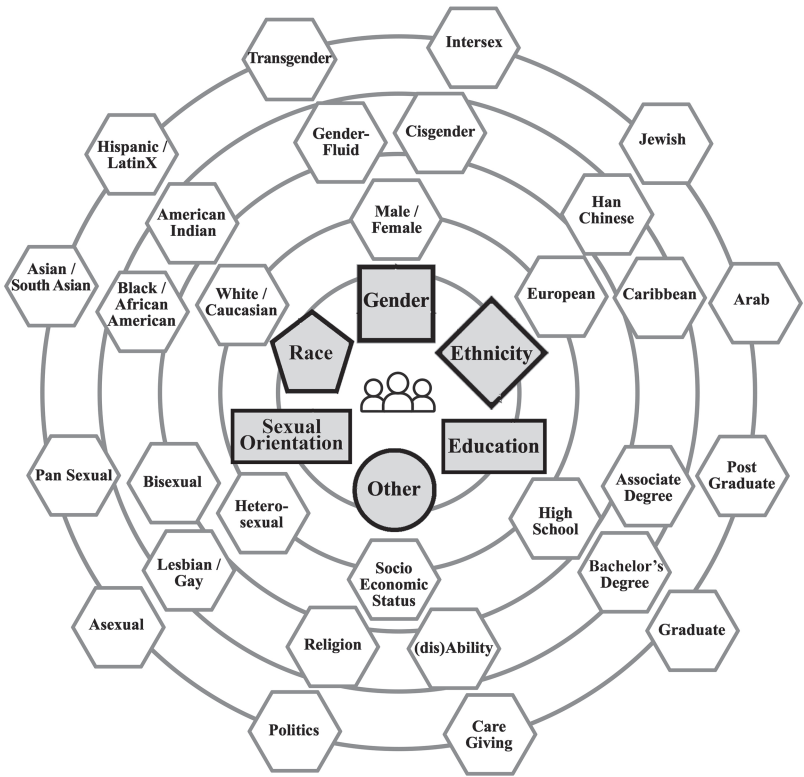 Intersex
Transgender
Cisgender
Gender-
Fluid
Jewish
Hispanic /
LatinX
Han
Chinese
American
Indian
Male /
Female
Asian /
South Asian
Black /
African
American
White /
Caucasian
Gender
European
Caribbean
Arab
Race
Ethnicity
Sexual
Orientation
Education
Other
Pan Sexual
Bisexual
Hetero-
sexual
High
School
Associate
Degree
Post
Graduate
Lesbian /
Gay
Socio
Economic
Status
Bachelor's
Degree
Asexual
Religion
(dis)Ability
Graduate
Politics
Care
Giving